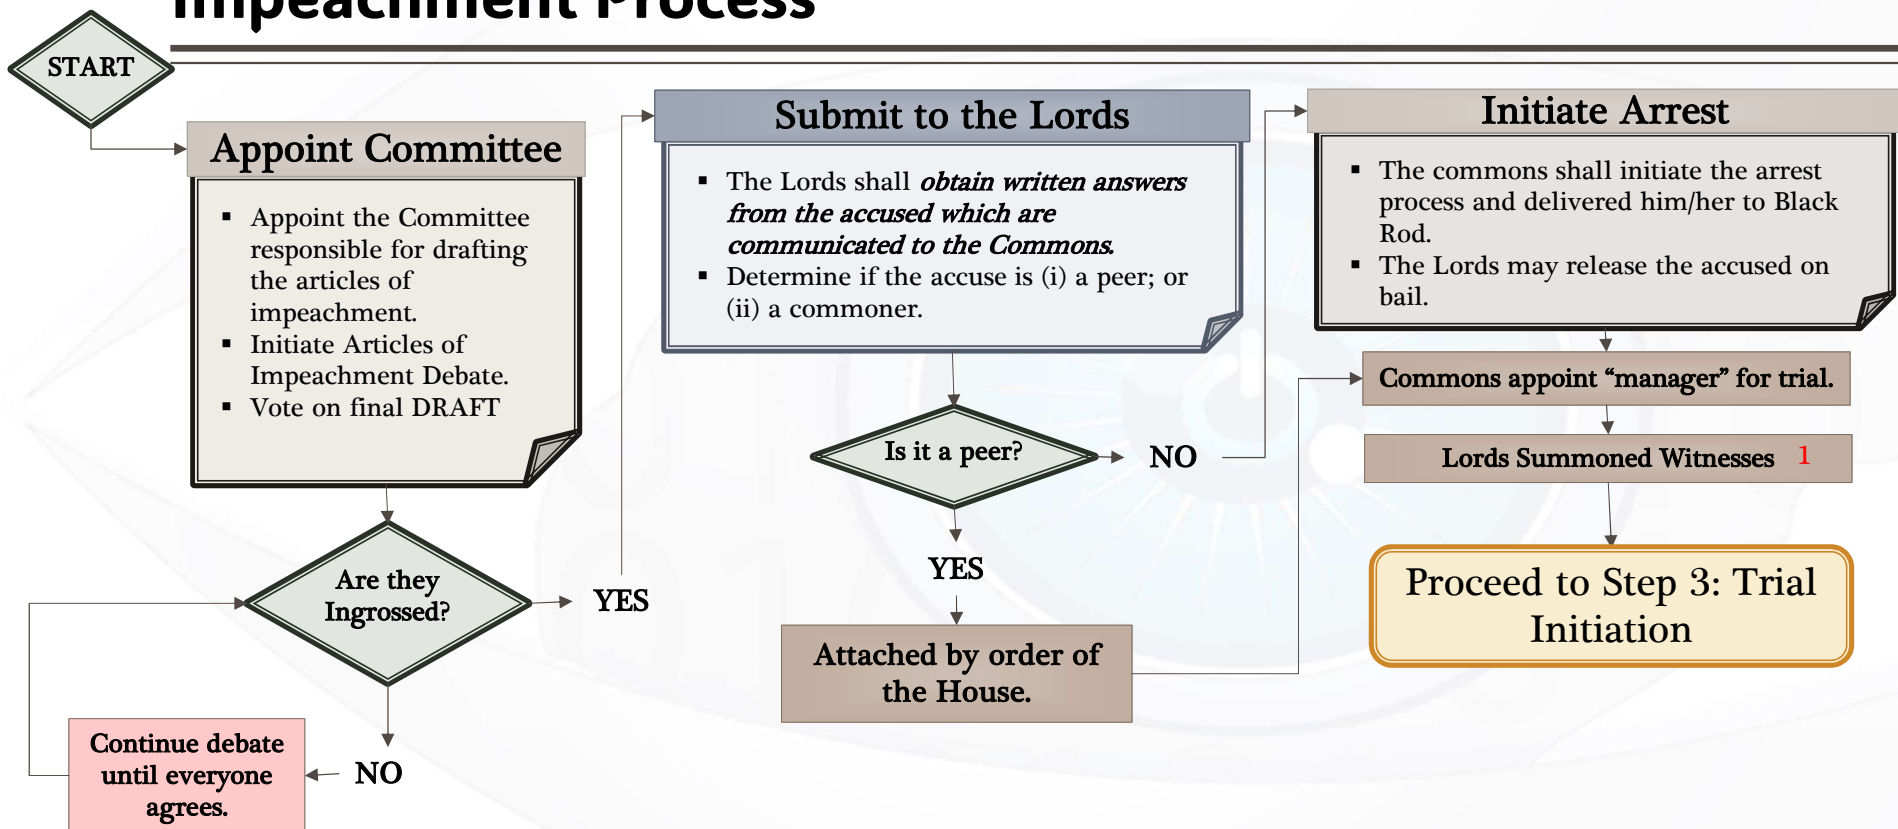 Impeachment Process
START
Appoint Committee
▪ Appoint the Committee
responsible for drafting
the articles of
impeachment.
▪ Initiate Articles of
Impeachment Debate.
▪ Vote on final DRAFT
Are they
Ingrossed?
YES
NO
Continue debate
until everyone
agrees.
Submit to the Lords
▪ The Lords shall obtain written answers
from the accused which are
communicated to the Commons.
▪ Determine if the accuse is (i) a peer; or
(ii) a commoner.
Is it a peer?
NO
YES
Attached by order of
the House.
Initiate Arrest
▪ The commons shall initiate the arrest
process and delivered him/her to Black
Rod.
▪ The Lords may release the accused on
bail.
Commons appoint “manager” for trial.
Lords Summoned Witnesses 1
Proceed to Step 3: Trial
Initiation